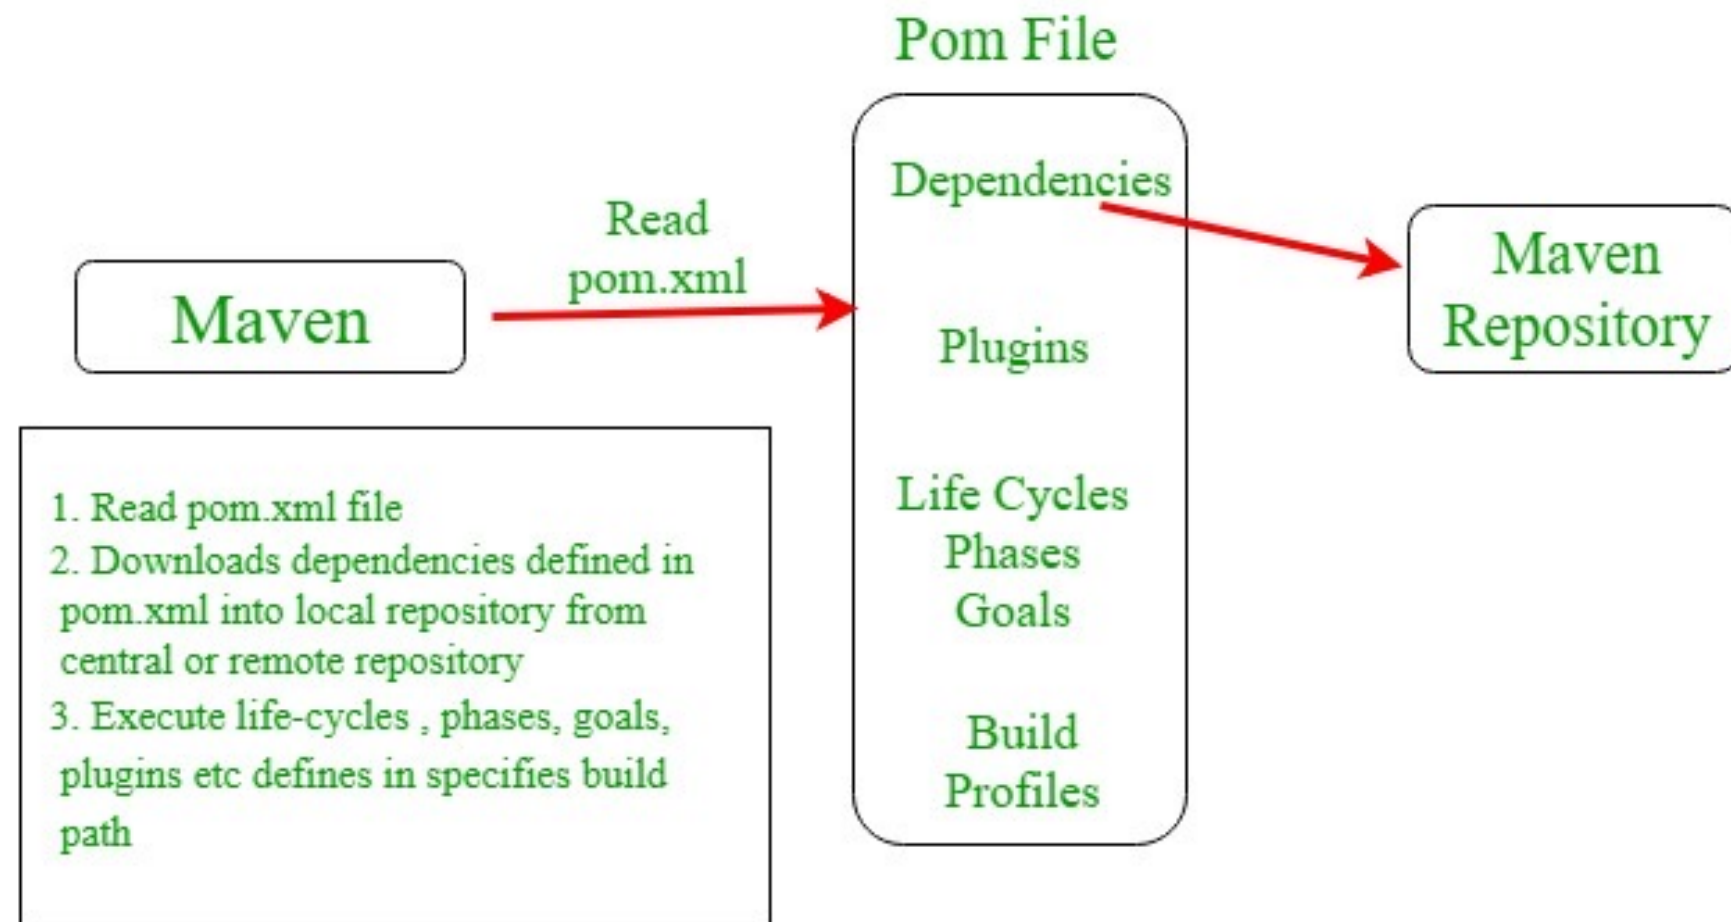 Pom File
Dependencies
Read
pom.xml
Maven
Maven
Repository
Plugins
Life Cycles
Phases
Goals
Build
Profiles
1. Read pom.xml file
2. Downloads dependencies defined in
pom.xml into local repository from
central or remote repository
3. Execute life-cycles , phases, goals,
plugins etc defines in specifies build
path